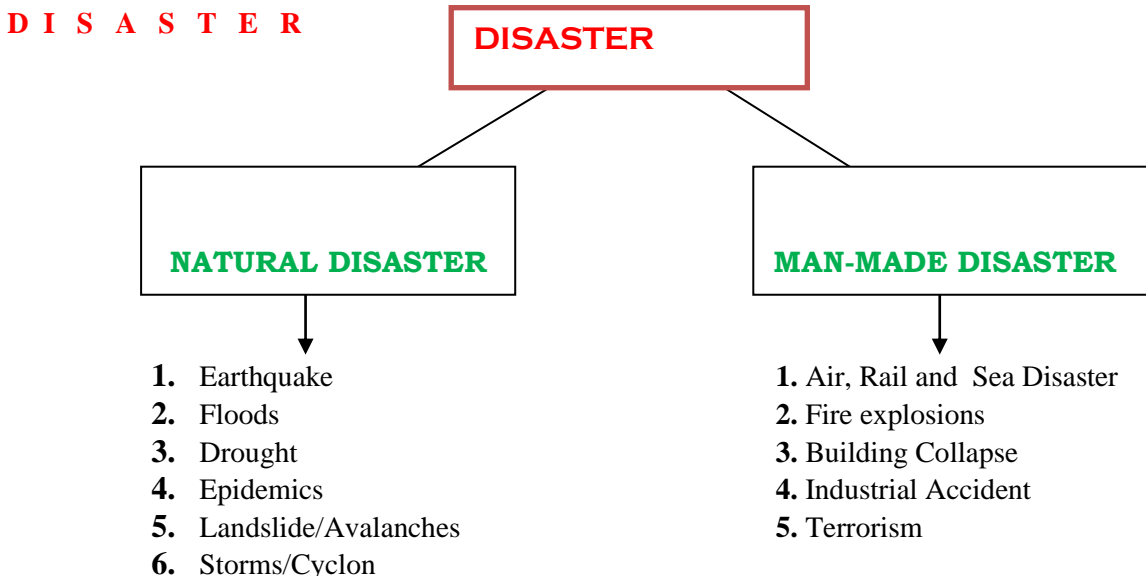 D I S A S T E R
DISASTER
NATURAL DISASTER
1. Earthquake
2. Floods
3. Drought
4. Epidemics
5. Landslide/Avalanches
6. Storms/Cyclon
MAN-MADE DISASTER
1. Air, Rail and Sea Disaster
2. Fire explosions
3. Building Collapse
4. Industrial Accident
5. Terrorism